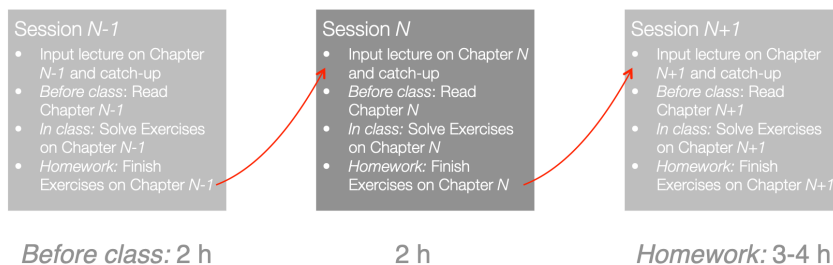 Session N-1
• Input lecture on Chapter
N-1 and catch-up
• Before class: Read
Chapter N-1
• In class: Solve Exercises
on Chapter N-1
• Homework: Finish
Exercises on Chapter N-1
Session N
• Input lecture on Chapter N
and catch-up
• Before class: Read
Chapter N
• In class: Solve Exercises
on Chapter N
• Homework: Finish
Exercises on Chapter N
Session N+1
• Input lecture on Chapter
N+1 and catch-up
• Before class: Read
Chapter N+1
• In class: Solve Exercises
on Chapter N+1
• Homework: Finish
Exercises on Chapter N+1
Before class: 2 h
2 h
Homework: 3-4 h